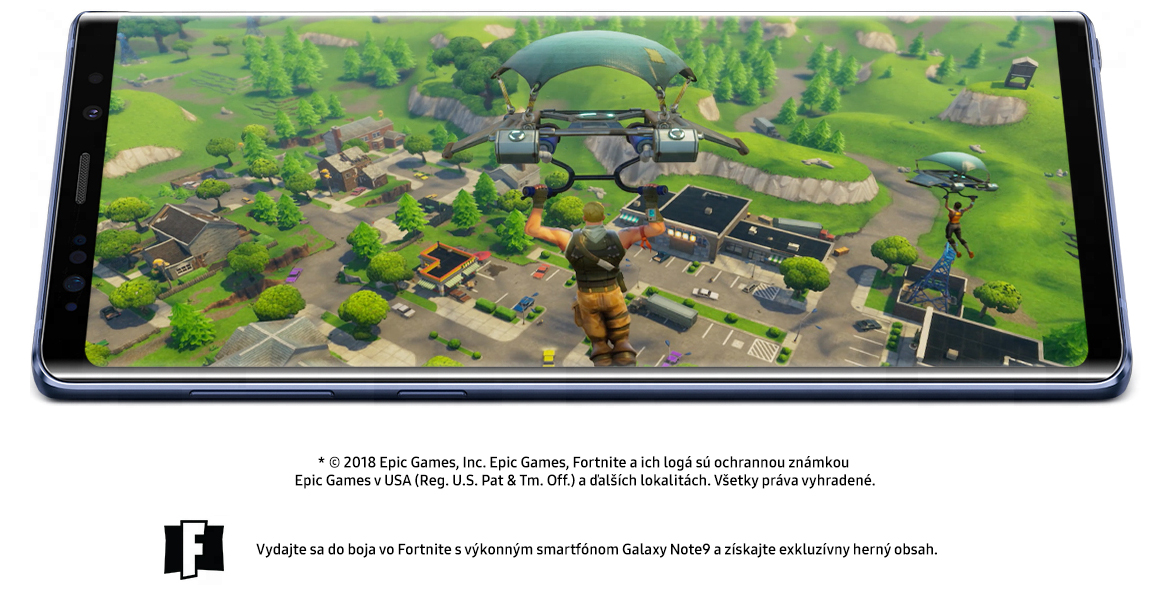 * © 2018 Epic Games, Inc. Epic Games, Fortnite a ich logá sú ochrannou známkou
Epic Games v USA (Reg. U.S. Pat & Tm. Off.) a ďalších lokalitách. Všetky práva vyhradené.
F
Vydajte sa do boja vo Fortnite s výkonným smartfónom Galaxy Note9 a získajte exkluzívny herný obsah.